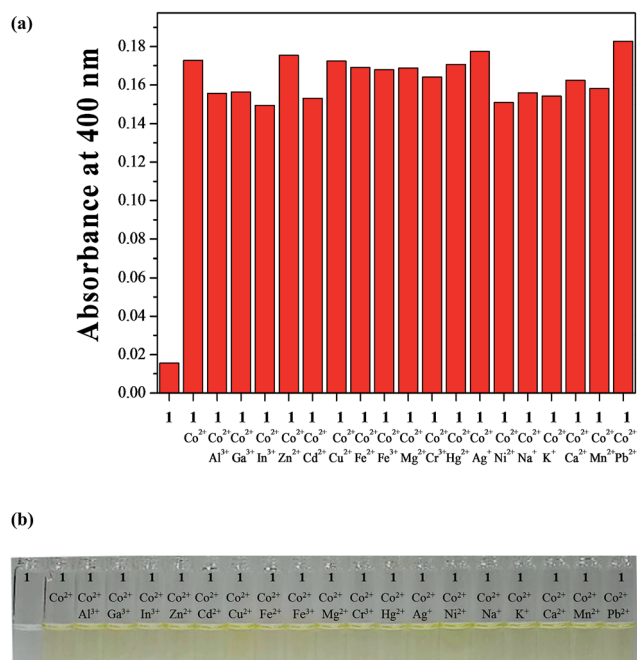 (a)
Absorbance at 400 nm
0.18
0.16
0.14
0.12
0.10
0.08
0.06
0.04
0.02
0.00
1 1 1 1 1 1 1 1 1 1 1 1 1 1 1 1 1 1 1 1
Co²⁺ Co²⁺ Co²⁺ Co²⁺ Co²⁺ Co²⁺ Co²⁺ Co²⁺ Co²⁺ Co²⁺ Co²⁺ Co²⁺ Co²⁺ Co²⁺ Co²⁺ Co²⁺ Co²⁺ Co²⁺ Co²⁺
Al³⁺ Ga³⁺ In³⁺ Zn²⁺ Cd²⁺ Cu²⁺ Fe²⁺ Fe³⁺ Mg²⁺ Cr³⁺ Hg²⁺ Ag⁺ Ni²⁺ Na⁺ K⁺ Ca²⁺ Mn²⁺ Pb²⁺
(b)
1 1 1 1 1 1 1 1 1 1 1 1 1 1 1 1 1 1 1 1
Co²⁺ Co²⁺ Co²⁺ Co²⁺ Co²⁺ Co²⁺ Co²⁺ Co²⁺ Co²⁺ Co²⁺ Co²⁺ Co²⁺ Co²⁺ Co²⁺ Co²⁺ Co²⁺ Co²⁺ Co²⁺ Co²⁺
Al³⁺ Ga³⁺ In³⁺ Zn²⁺ Cd²⁺ Cu²⁺ Fe²⁺ Fe³⁺ Mg²⁺ Cr³⁺ Hg²⁺ Ag⁺ Ni²⁺ Na⁺ K⁺ Ca²⁺ Mn²⁺ Pb²⁺